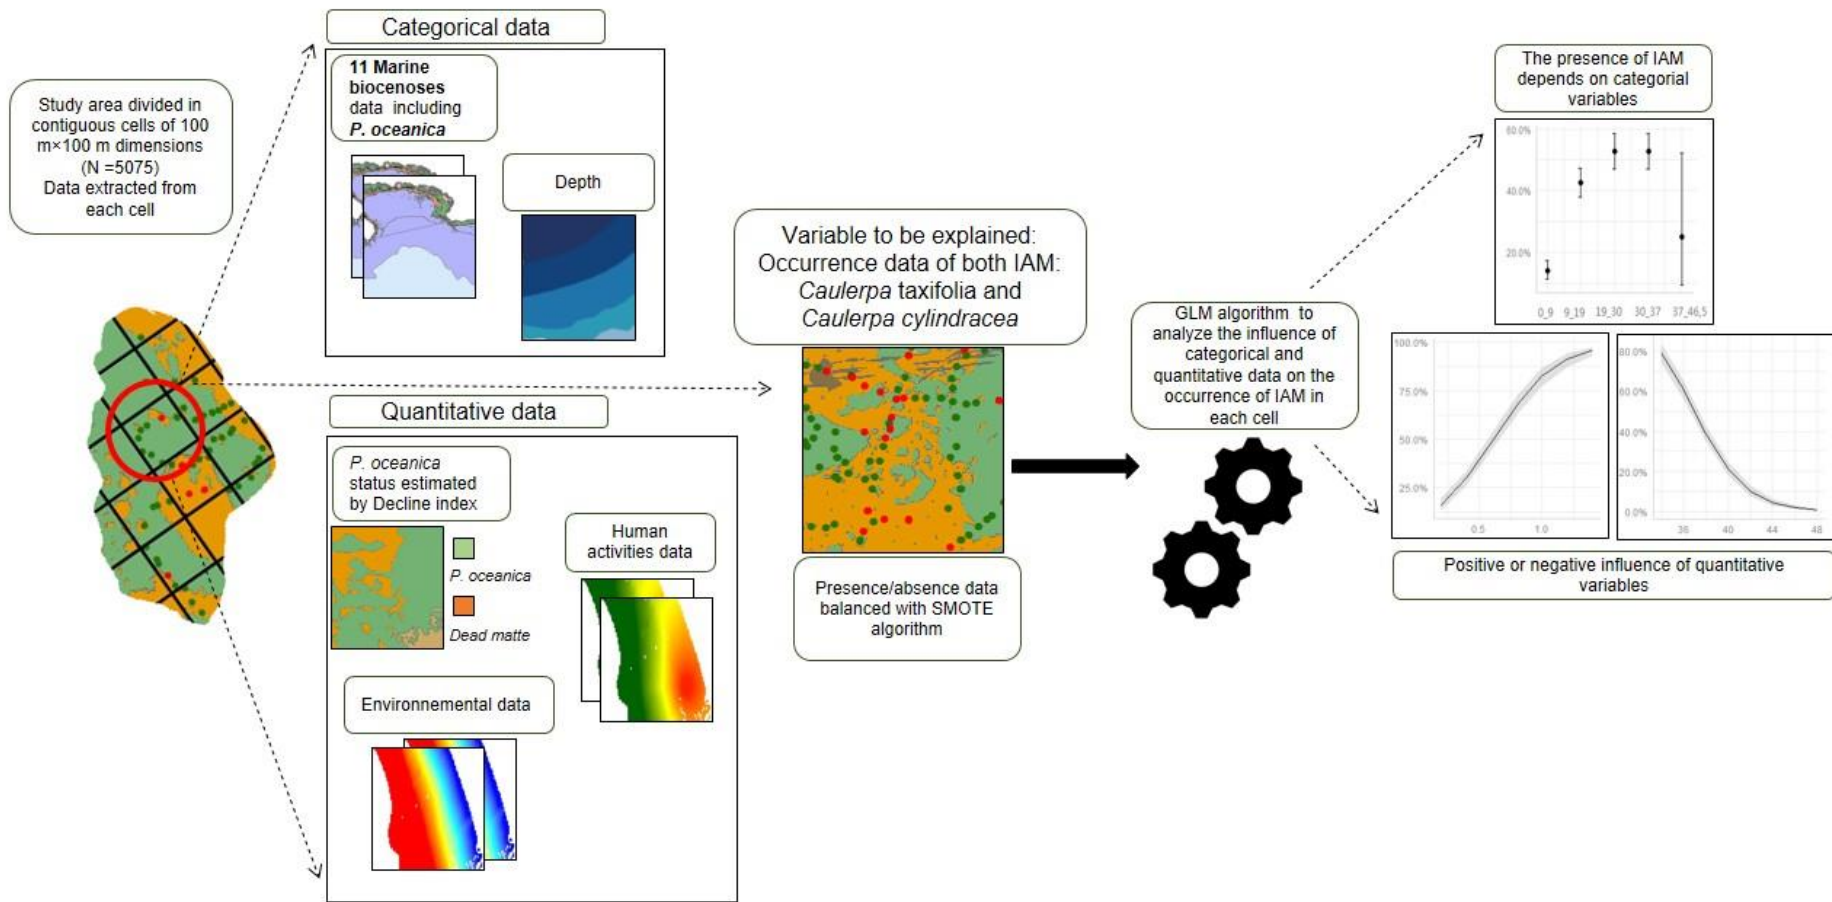 Study area divided in
contiguous cells of 100
m×100 m dimensions
(N =5075)
Data extracted from
each cell
Categorical data
11 Marine
biocenoses
data including
P. oceanica
Depth
Quantitative data
P. oceanica
status estimated
by Decline index
P. oceanica
Dead matte
Human
activities data
Environnemental data
Variable to be explained:
Occurrence data of both IAM:
Caulerpa taxifolia and
Caulerpa cylindracea
Presence/absence data
balanced with SMOTE
algorithm
GLM algorithm to
analyze the influence of
categorical and
quantitative data on the
occurrence of IAM in
each cell
The presence of IAM
depends on categorial
variables
60.0%
40.0%
20.0%
0_9 9_19 19_30 30_37 37_46,5
100.0%
75.0%
50.0%
25.0%
0.5 1.0
80.0%
60.0%
40.0%
20.0%
0.0%
36 40 44 48
Positive or negative influence of quantitative
variables